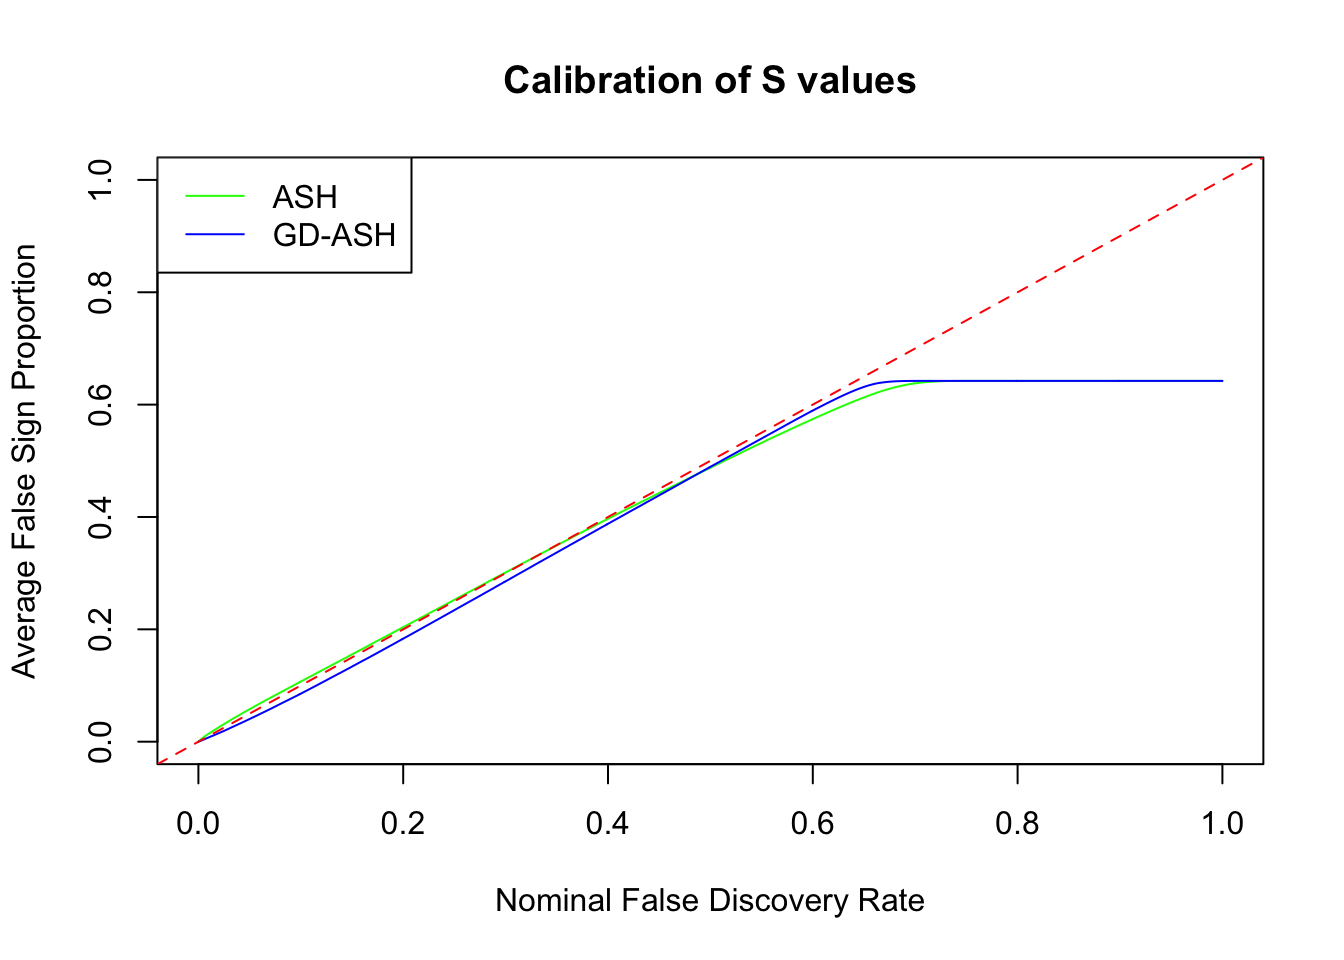 Calibration of S values
ASH
GD-ASH
Average False Sign Proportion
1.0
0.8
0.6
0.4
0.2
0.0
0.0 0.2 0.4 0.6 0.8 1.0
Nominal False Discovery Rate